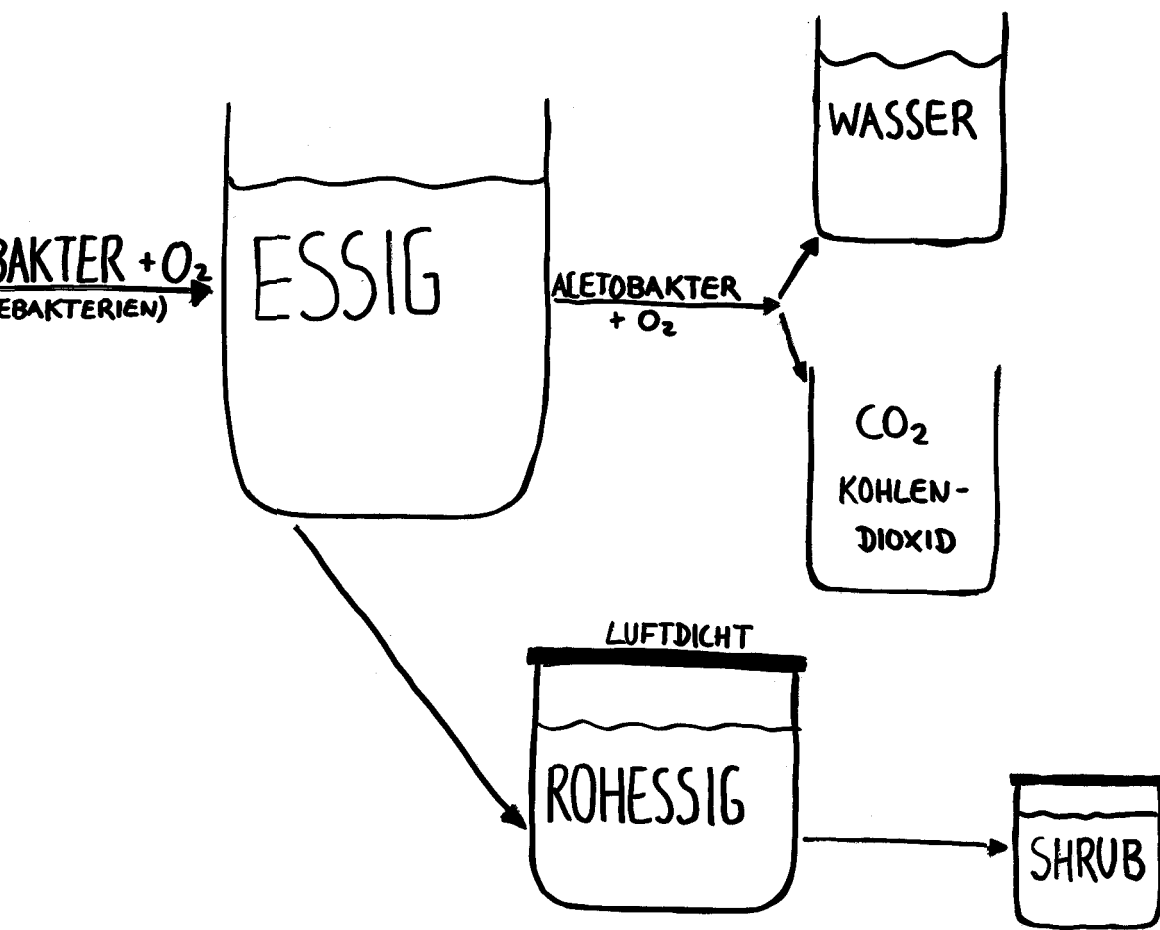 WASSER
BAKTER + O₂
EBAKTERIEN)
ESSIG
ACETOBAKTER
+ O₂
CO₂
KOHLEN-
DIOXID
LUFTDICHT
ROHESSIG
SHRUB